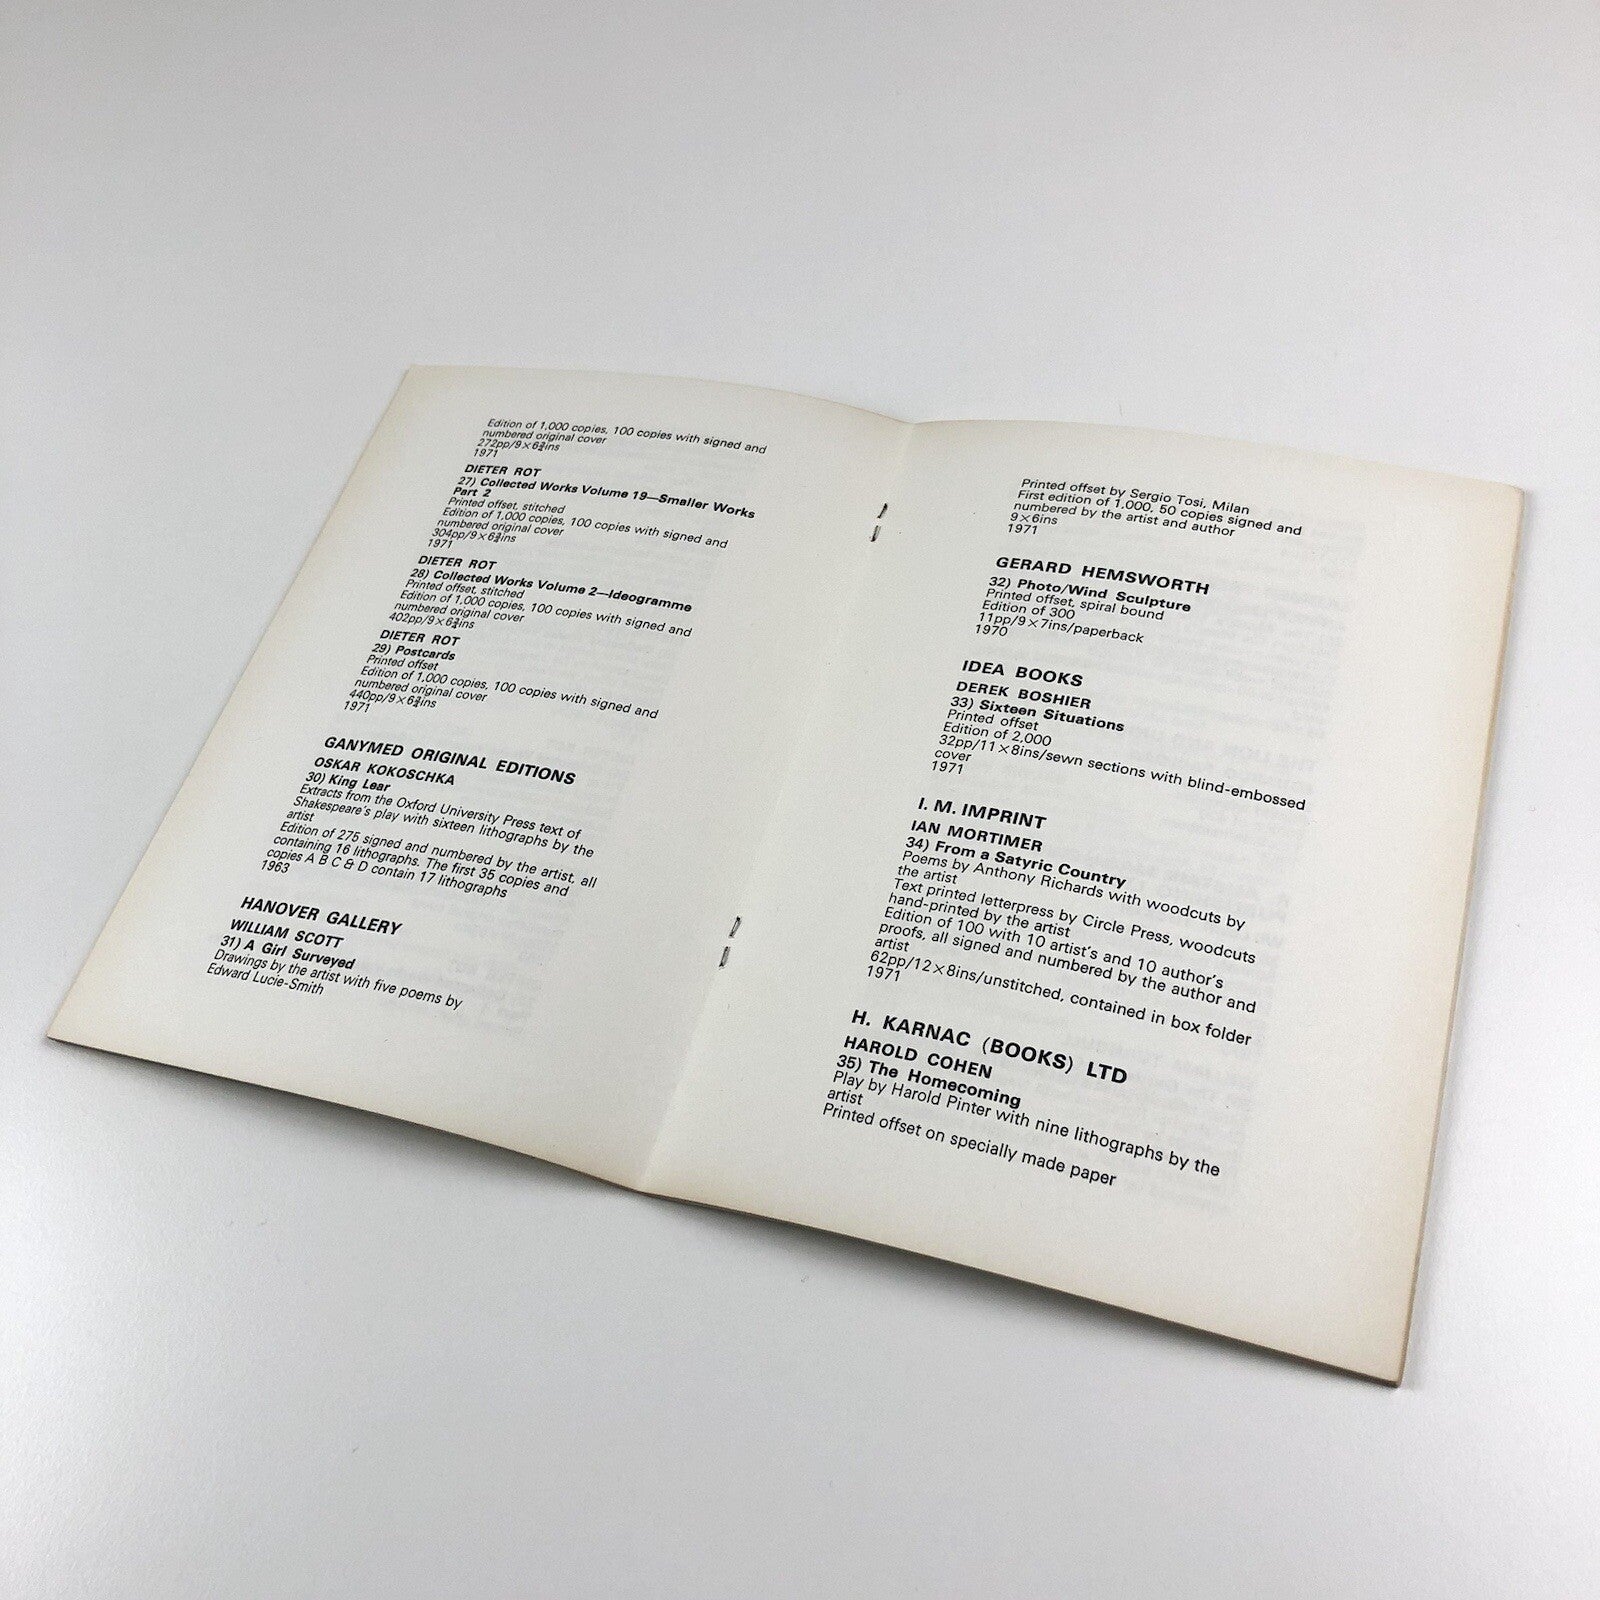 Edition of 1,000 copies, 100 copies with signed and
numbered original cover
272pp/9×6¾ins
1971
DIETER ROT
27) Collected Works Volume 19—Smaller Works
Part 2
Printed offset, stitched
Edition of 1,000 copies, 100 copies with signed and
numbered original cover
304pp/9×6¾ins
1971
DIETER ROT
28) Collected Works Volume 2—Ideogramme
Printed offset, stitched
Edition of 1,000 copies, 100 copies with signed and
numbered original cover
402pp/9×6¾ins
DIETER ROT
29) Postcards
Printed offset
Edition of 1,000 copies, 100 copies with signed and
numbered original cover
440pp/9×6¾ins
1971
GANYMED ORIGINAL EDITIONS
OSKAR KOKOSCHKA
30) King Lear
Extracts from the Oxford University Press text of
Shakespeare's play with sixteen lithographs by the
artist
Edition of 275 signed and numbered by the artist, all
containing 16 lithographs. The first 35 copies and
copies A B C & D contain 17 lithographs
1963
HANOVER GALLERY
WILLIAM SCOTT
31) A Girl Surveyed
Drawings by the artist with five poems by
Edward Lucie-Smith
Printed offset by Sergio Tosi, Milan
First edition of 1,000, 50 copies signed and
numbered by the artist and author
9×6ins
1971
GERARD HEMSWORTH
32) Photo/Wind Sculpture
Printed offset, spiral bound
Edition of 300
11pp/9×7ins/paperback
1970
IDEA BOOKS
DEREK BOSHIER
33) Sixteen Situations
Printed offset
Edition of 2,000
32pp/11×8ins/sewn sections with blind-embossed
cover
1971
I. M. IMPRINT
IAN MORTIMER
34) From a Satyric Country
Poems by Anthony Richards with woodcuts by
the artist
Text printed letterpress by Circle Press, woodcuts
hand-printed by the artist
Edition of 100 with 10 artist's and 10 author's
proofs, all signed and numbered by the author and
artist
62pp/12×8ins/unstitched, contained in box folder
1971
H. KARNAC (BOOKS) LTD
HAROLD COHEN
35) The Homecoming
Play by Harold Pinter with nine lithographs by the
artist
Printed offset on specially made paper